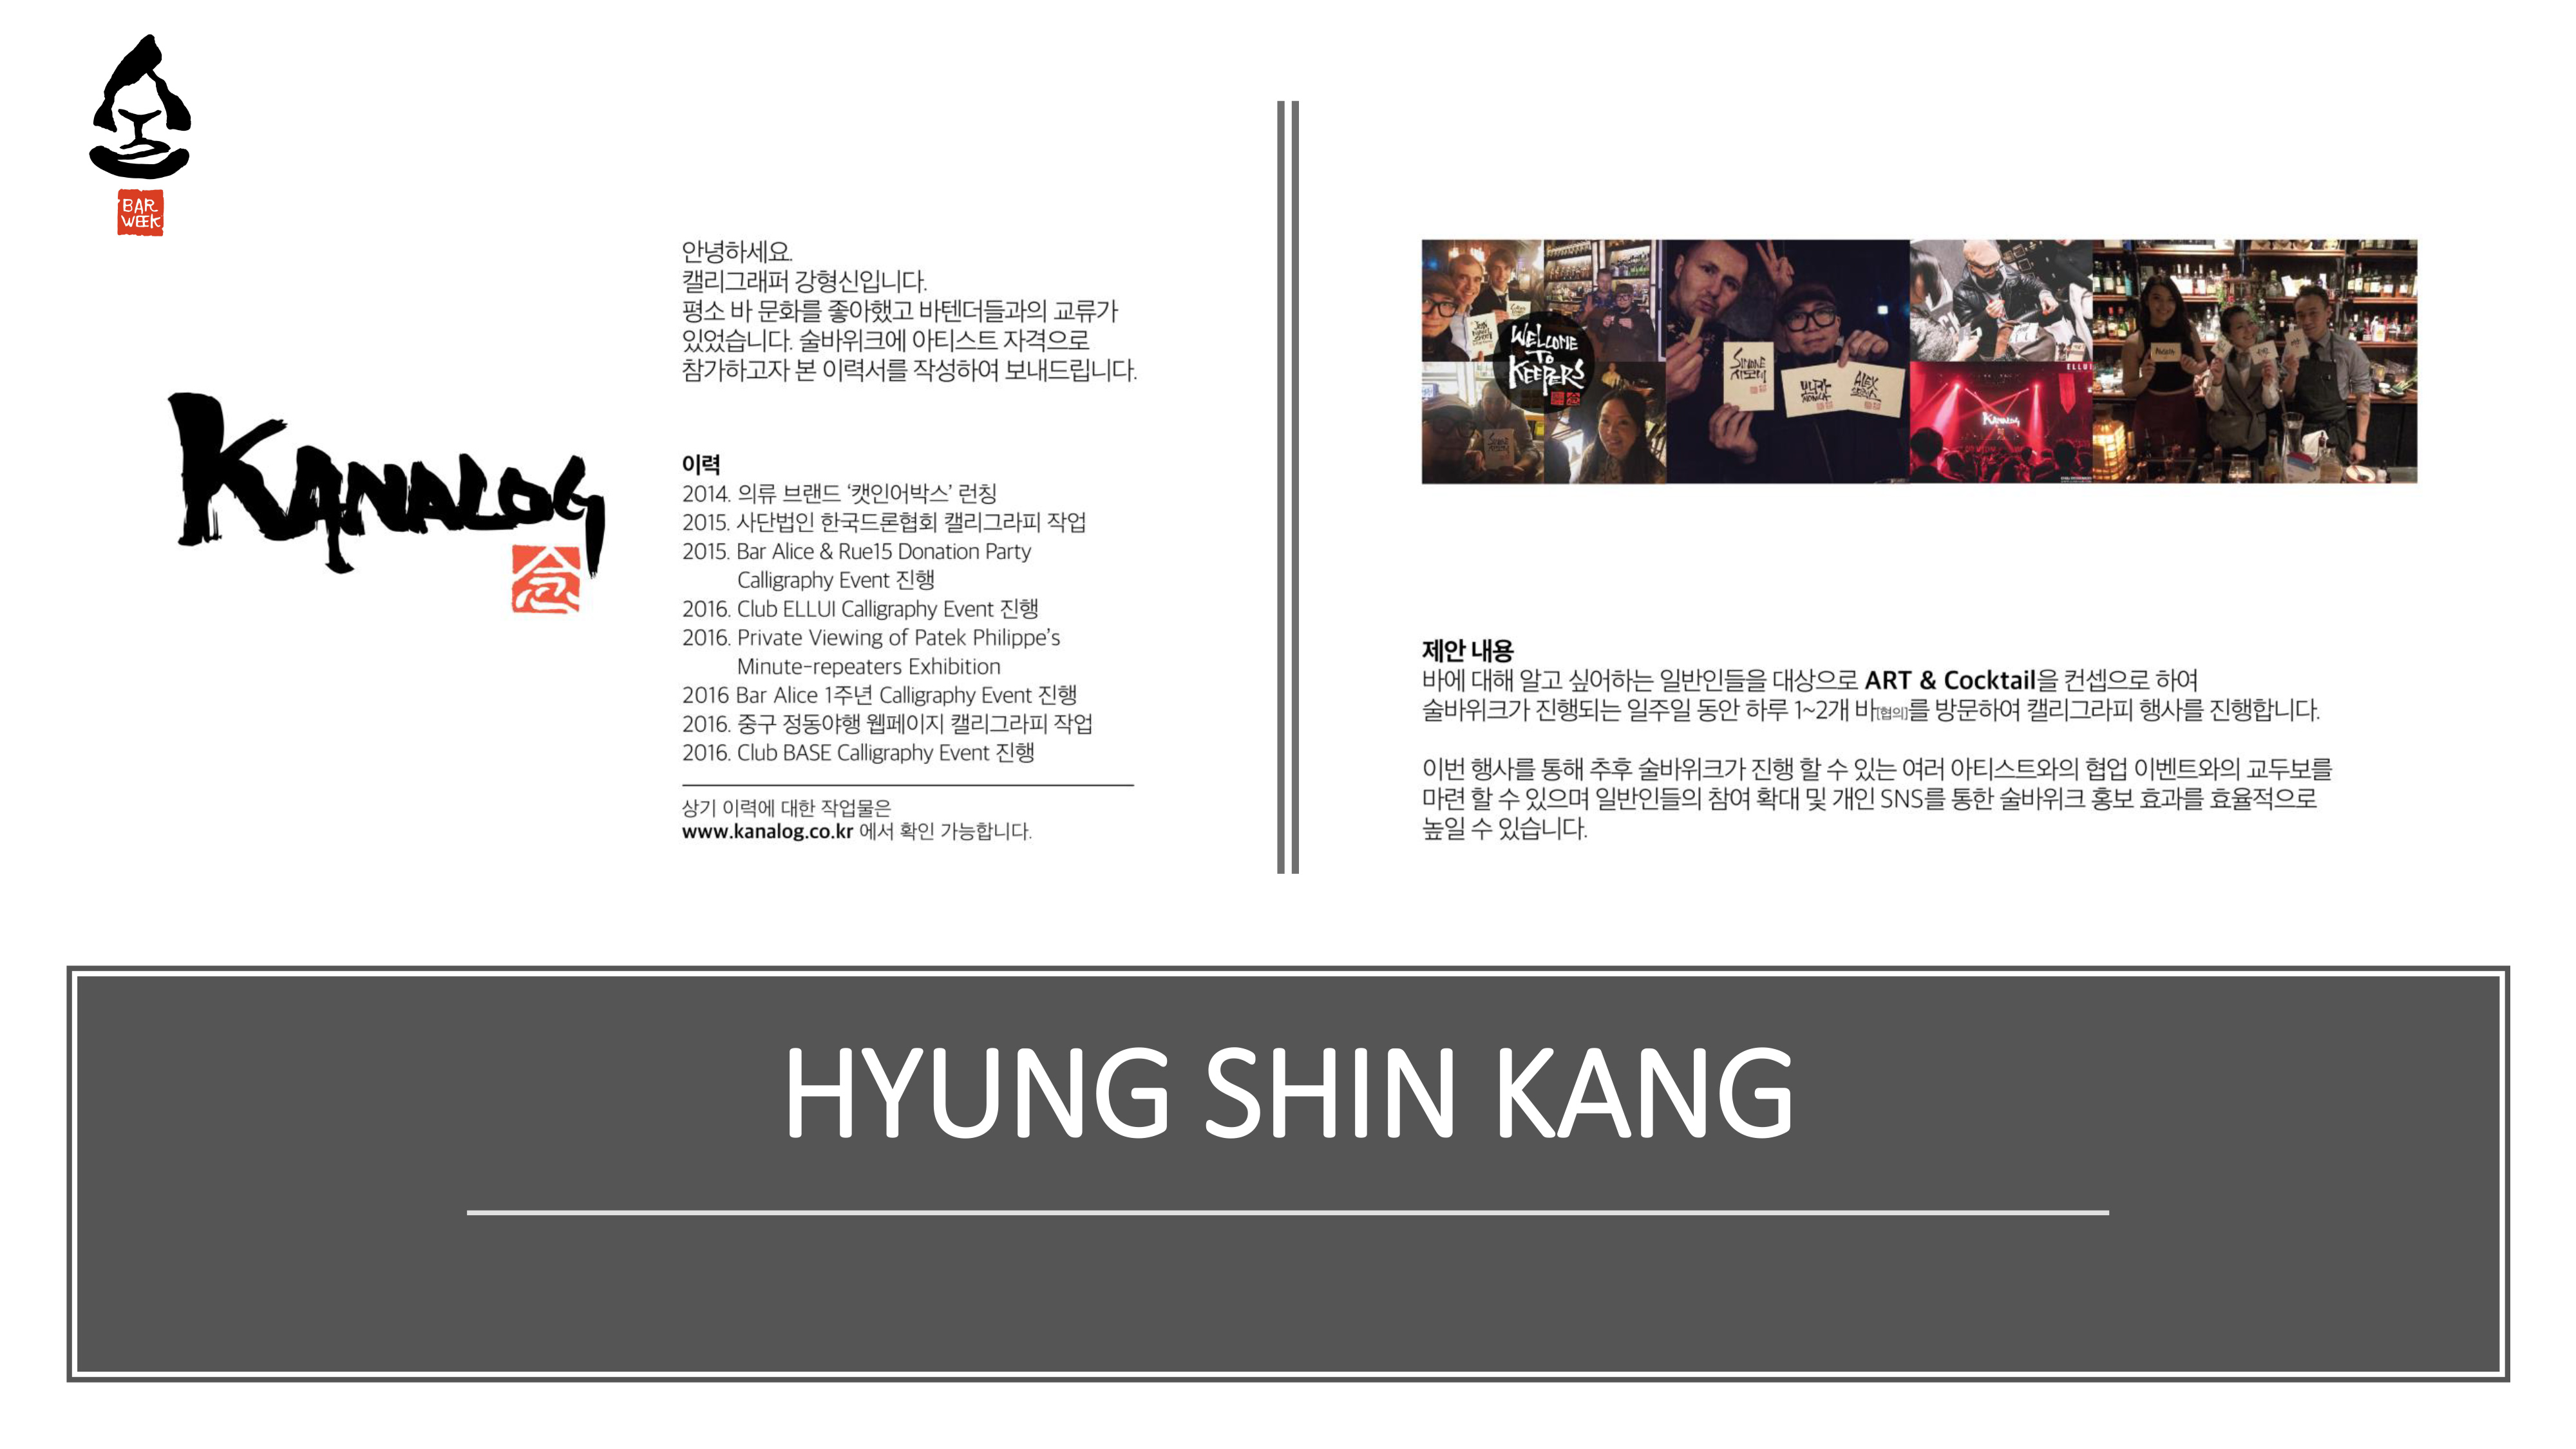 BAR
WEEK
KANALOG
念
안녕하세요.
캘리그래퍼 강형신입니다.
평소 바 문화를 좋아했고 바텐더들과의 교류가
있었습니다. 술바위크에 아티스트 자격으로
참가하고자 본 이력서를 작성하여 보내드립니다.
이력
2014. 의류 브랜드 ‘캣인어박스’ 런칭
2015. 사단법인 한국드론협회 캘리그라피 작업
2015. Bar Alice & Rue15 Donation Party
Calligraphy Event 진행
2016. Club ELLUI Calligraphy Event 진행
2016. Private Viewing of Patek Philippe’s
Minute-repeaters Exhibition
2016 Bar Alice 1주년 Calligraphy Event 진행
2016. 중구 정동야행 웹페이지 캘리그라피 작업
2016. Club BASE Calligraphy Event 진행
상기 이력에 대한 작업물은
www.kanalog.co.kr 에서 확인 가능합니다.
WELCOME
TO
KEEPERS
SIMONE
ALEX
ELLUI
KANALOG
제안 내용
바에 대해 알고 싶어하는 일반인들을 대상으로 ART & Cocktail을 컨셉으로 하여
술바위크가 진행되는 일주일 동안 하루 1~2개 바[협의]를 방문하여 캘리그라피 행사를 진행합니다.
이번 행사를 통해 추후 술바위크가 진행 할 수 있는 여러 아티스트와의 협업 이벤트와의 교두보를
마련 할 수 있으며 일반인들의 참여 확대 및 개인 SNS를 통한 술바위크 홍보 효과를 효율적으로
높일 수 있습니다.
HYUNG SHIN KANG